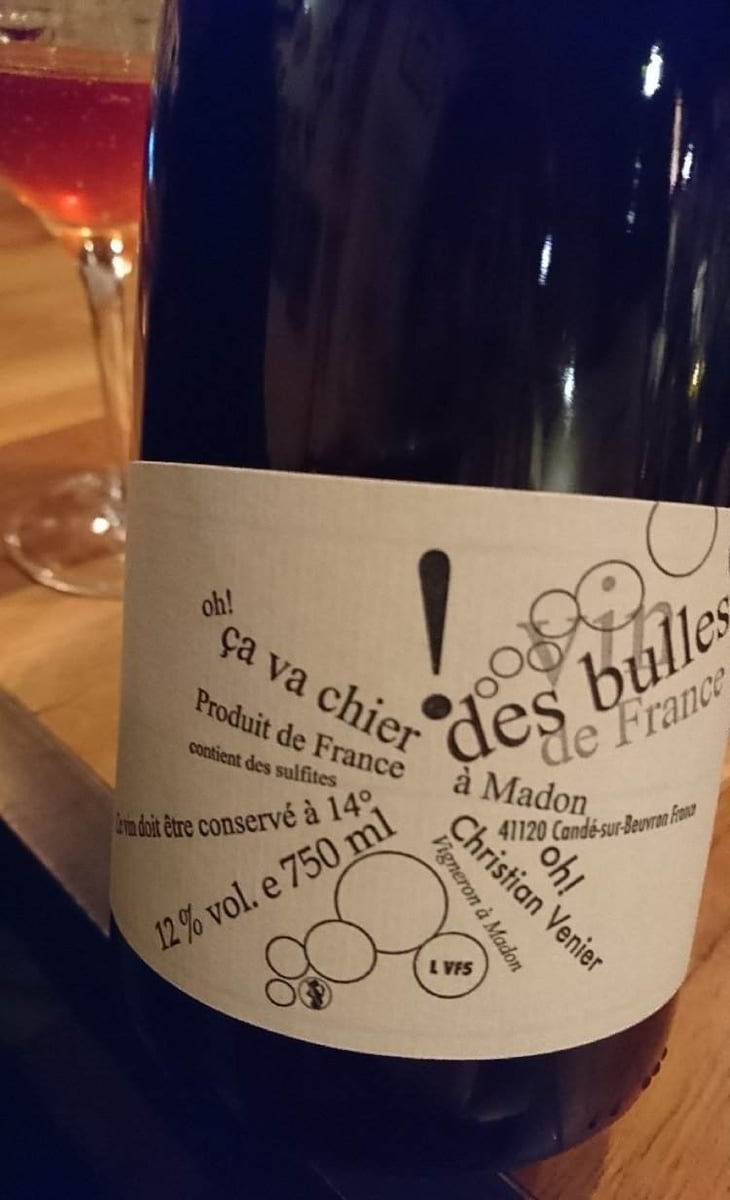 oh!
ça va chier
!
des bulles
Vin
de France
Produit de France
contient des sulfites
Ce vin doit être conservé à 14°
12% vol. e 750 ml
à Madon
41120 Candé-sur-Beuvron France
oh!
Christian Venier
Vigneron à Madon
L VFS